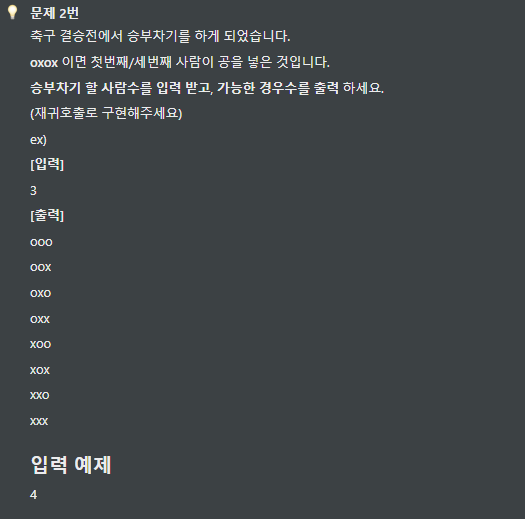 문제 2번
축구 결승전에서 승부차기를 하게 되었습니다.
oxox 이면 첫번째/세번째 사람이 공을 넣은 것입니다.
승부차기 할 사람수를 입력 받고, 가능한 경우수를 출력 하세요.
(재귀호출로 구현해주세요)
ex)
[입력]
3
[출력]
ooo
oox
oxo
oxx
xoo
xox
xxo
xxx
입력 예제
4